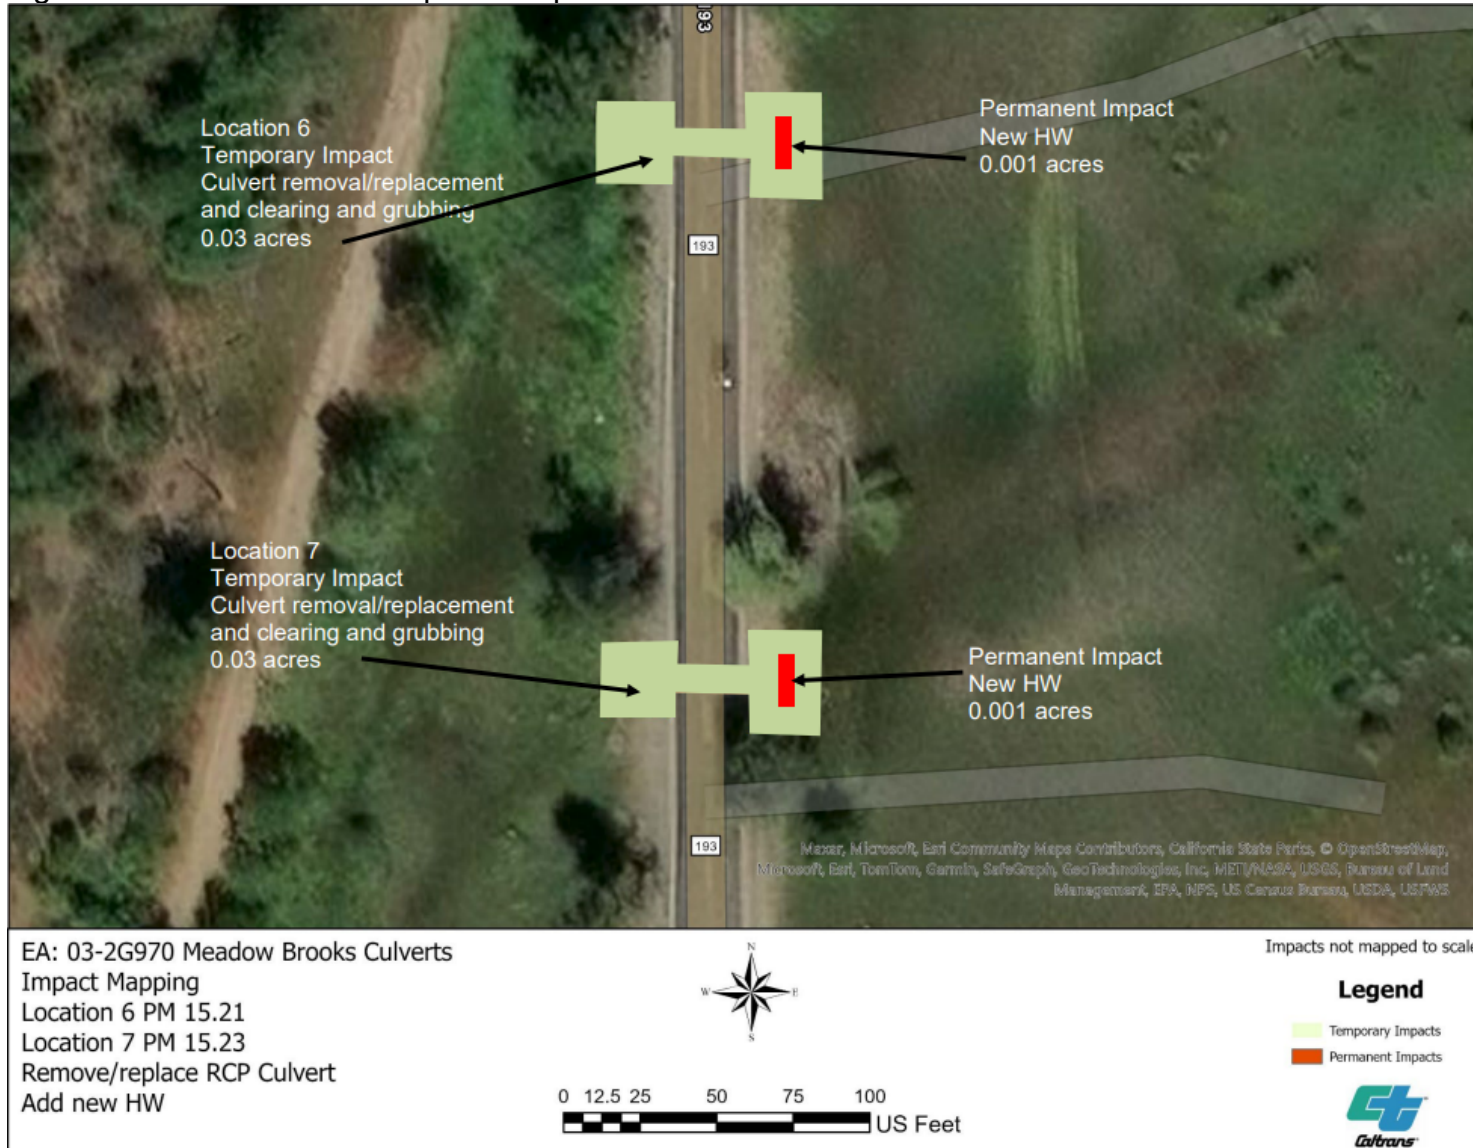 193
Location 6
Temporary Impact
Culvert removal/replacement
and clearing and grubbing
0.03 acres
Permanent Impact
New HW
0.001 acres
193
Location 7
Temporary Impact
Culvert removal/replacement
and clearing and grubbing
0.03 acres
Permanent Impact
New HW
0.001 acres
193
Maxar, Microsoft, Esri Community Maps Contributors, California State Parks, © OpenStreetMap,
Microsoft, Esri, TomTom, Garmin, SafeGraph, GeoTechnologies, Inc, METI/NASA, USGS, Bureau of Land
Management, EPA, NPS, US Census Bureau, USDA, USFWS
EA: 03-2G970 Meadow Brooks Culverts
Impact Mapping
Location 6 PM 15.21
Location 7 PM 15.23
Remove/replace RCP Culvert
Add new HW
N
W E
S
0 12.5 25 50 75 100
US Feet
Impacts not mapped to scale
Legend
Temporary Impacts
Permanent Impacts
Caltrans